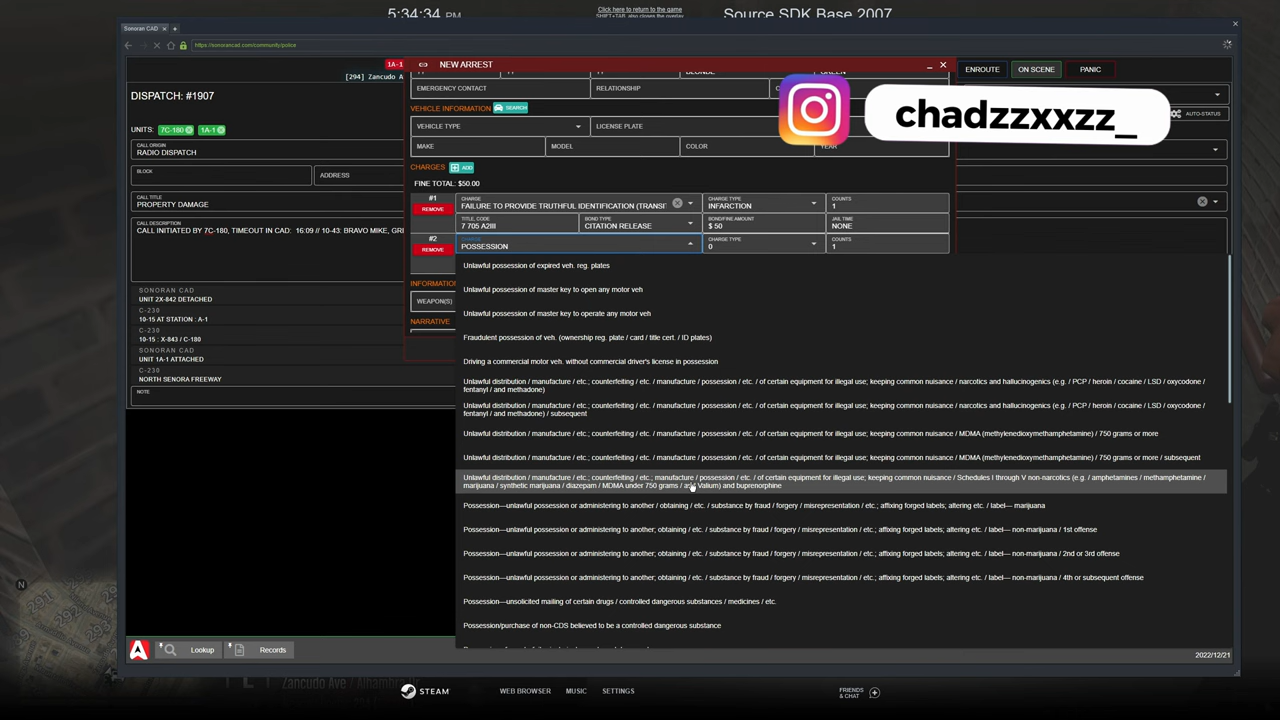 5:34:34 PM
Click here to return to the game
SHIFT+TAB also closes the overlay
Source SDK Base 2007
Sonoran CAD
https://sonorancad.com/community/police
1A-1
[294] Zancudo A
NEW ARREST
ENROUTE
ON SCENE
PANIC
DISPATCH: #1907
BLONDE
GREEN
EMERGENCY CONTACT
RELATIONSHIP
VEHICLE INFORMATION
SEARCH
chadzzxxzz_
AUTO-STATUS
UNITS:
7C-180
1A-1
VEHICLE TYPE
LICENSE PLATE
CALL ORIGIN
RADIO DISPATCH
MAKE
MODEL
COLOR
YEAR
BLOCK
ADDRESS
CHARGES
ADD
FINE TOTAL: $50.00
CALL TITLE
PROPERTY DAMAGE
#1
REMOVE
CHARGE
FAILURE TO PROVIDE TRUTHFUL IDENTIFICATION (TRANSIT
CHARGE TYPE
INFARCTION
COUNTS
1
TITLE. CODE
7 705 A2III
BOND TYPE
CITATION RELEASE
BOND/FINE AMOUNT
$ 50
JAIL TIME
NONE
CALL DESCRIPTION
CALL INITIATED BY 7C-180, TIMEOUT IN CAD: 16:09 // 10-43: BRAVO MIKE, GRE
#2
REMOVE
CHARGE
POSSESSION
CHARGE TYPE
0
COUNTS
1
Unlawful possession of expired veh. reg. plates
Unlawful possession of master key to open any motor veh
Unlawful possession of master key to operate any motor veh
Fraudulent possession of veh. (ownership reg. plate / card / title cert. / ID plates)
Driving a commercial motor veh. without commercial driver's license in possession
Unlawful distribution / manufacture / etc.; counterfeiting / etc. / manufacture / possession / etc. / of certain equipment for illegal use; keeping common nuisance / narcotics and hallucinogenics (e.g. / PCP / heroin / cocaine / LSD / oxycodone /
fentanyl / and methadone)
Unlawful distribution / manufacture / etc.; counterfeiting / etc. / manufacture / possession / etc. / of certain equipment for illegal use; keeping common nuisance / narcotics and hallucinogenics (e.g. / PCP / heroin / cocaine / LSD / oxycodone /
fentanyl / and methadone) / subsequent
Unlawful distribution / manufacture / etc.; counterfeiting / etc. / manufacture / possession / etc. / of certain equipment for illegal use; keeping common nuisance / MDMA (methylenedioxymethamphetamine) / 750 grams or more
Unlawful distribution / manufacture / etc.; counterfeiting / etc. / manufacture / possession / etc. / of certain equipment for illegal use; keeping common nuisance / MDMA (methylenedioxymethamphetamine) / 750 grams or more / subsequent
Unlawful distribution / manufacture / etc.; counterfeiting / etc.; manufacture / possession / etc. / of certain equipment for illegal use; keeping common nuisance / Schedules I through V non-narcotics (e.g. / amphetamines / methamphetamine /
marijuana / synthetic marijuana / diazepam / MDMA under 750 grams / Valium) and buprenorphine
Possession—unlawful possession or administering to another / obtaining / etc. / substance by fraud / forgery / misrepresentation / etc.; affixing forged labels; altering etc. / label— marijuana
Possession—unlawful possession or administering to another; obtaining / etc. / substance by fraud / forgery / misrepresentation / etc.; affixing forged labels; altering etc. / label— non-marijuana / 1st offense
Possession—unlawful possession or administering to another; obtaining / etc. / substance by fraud / forgery / misrepresentation / etc.; affixing forged labels; altering etc. / label— non-marijuana / 2nd or 3rd offense
Possession—unlawful possession or administering to another; obtaining / etc. / substance by fraud / forgery / misrepresentation / etc.; affixing forged labels; altering etc. / label— non-marijuana / 4th or subsequent offense
Possession—unsolicited mailing of certain drugs / controlled dangerous substances / medicines / etc.
Possession/purchase of non-CDS believed to be a controlled dangerous substance
INFORMATION
WEAPON(S)
NARRATIVE
SONORAN CAD
UNIT 2X-842 DETACHED
C-230
10-15 AT STATION : A-1
C-230
10-15 : X-843 / C-180
SONORAN CAD
UNIT 1A-1 ATTACHED
C-230
NORTH SENORA FREEWAY
NOTE:
Lookup
Records
2022/12/21
N
291
Zancudo Ave / Alhambra Dr
STEAM
WEB BROWSER
MUSIC
SETTINGS
FRIENDS
& CHAT